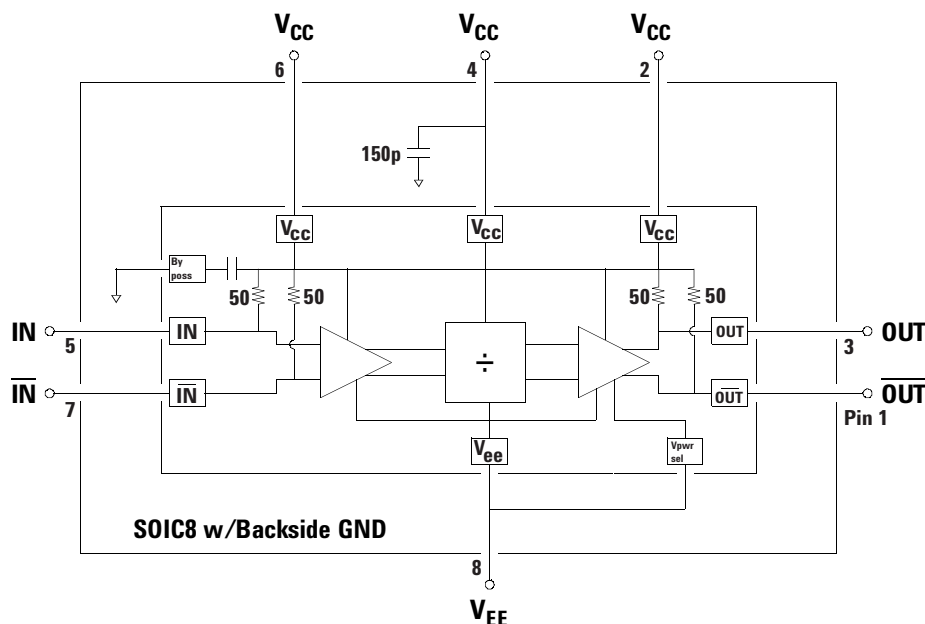 VCC
VCC
VCC
6
4
2
150p
Vcc
Vcc
Vcc
By
poss
50
50
50
50
IN
5
IN
÷
OUT
3
OUT
IN
7
IN
OUT
Pin 1
OUT
Vee
Vpwr
sel
SOIC8 w/Backside GND
8
VEE